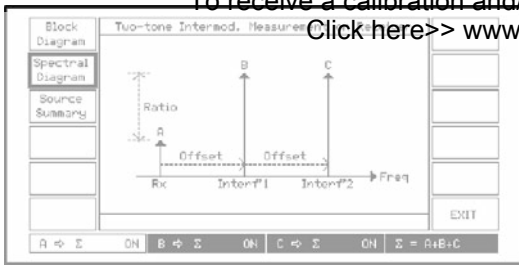 To receive a calibration and/
Click here>> www
Block
Diagram
Two-tone Intermod. Measurement
Spectral
Diagram
Source
Summary
B
C
Ratio
A
Offset
Offset
Rx
Interf'1
Interf'2
Freq
EXIT
A ⇨ Σ ON
B ⇨ Σ ON
C ⇨ Σ ON
Σ = A+B+C